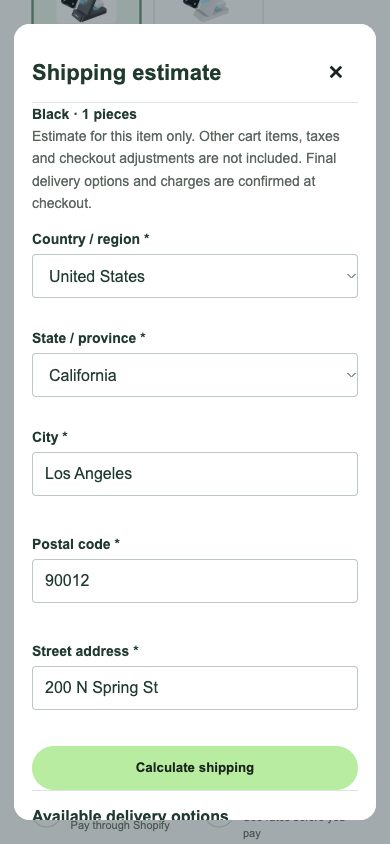 Shipping estimate
Black · 1 pieces
Estimate for this item only. Other cart items, taxes
and checkout adjustments are not included. Final
delivery options and charges are confirmed at
checkout.
Country / region *
United States
State / province *
California
City *
Los Angeles
Postal code *
90012
Street address *
200 N Spring St
Calculate shipping
Available delivery options
Pay through Shopify
before you
pay